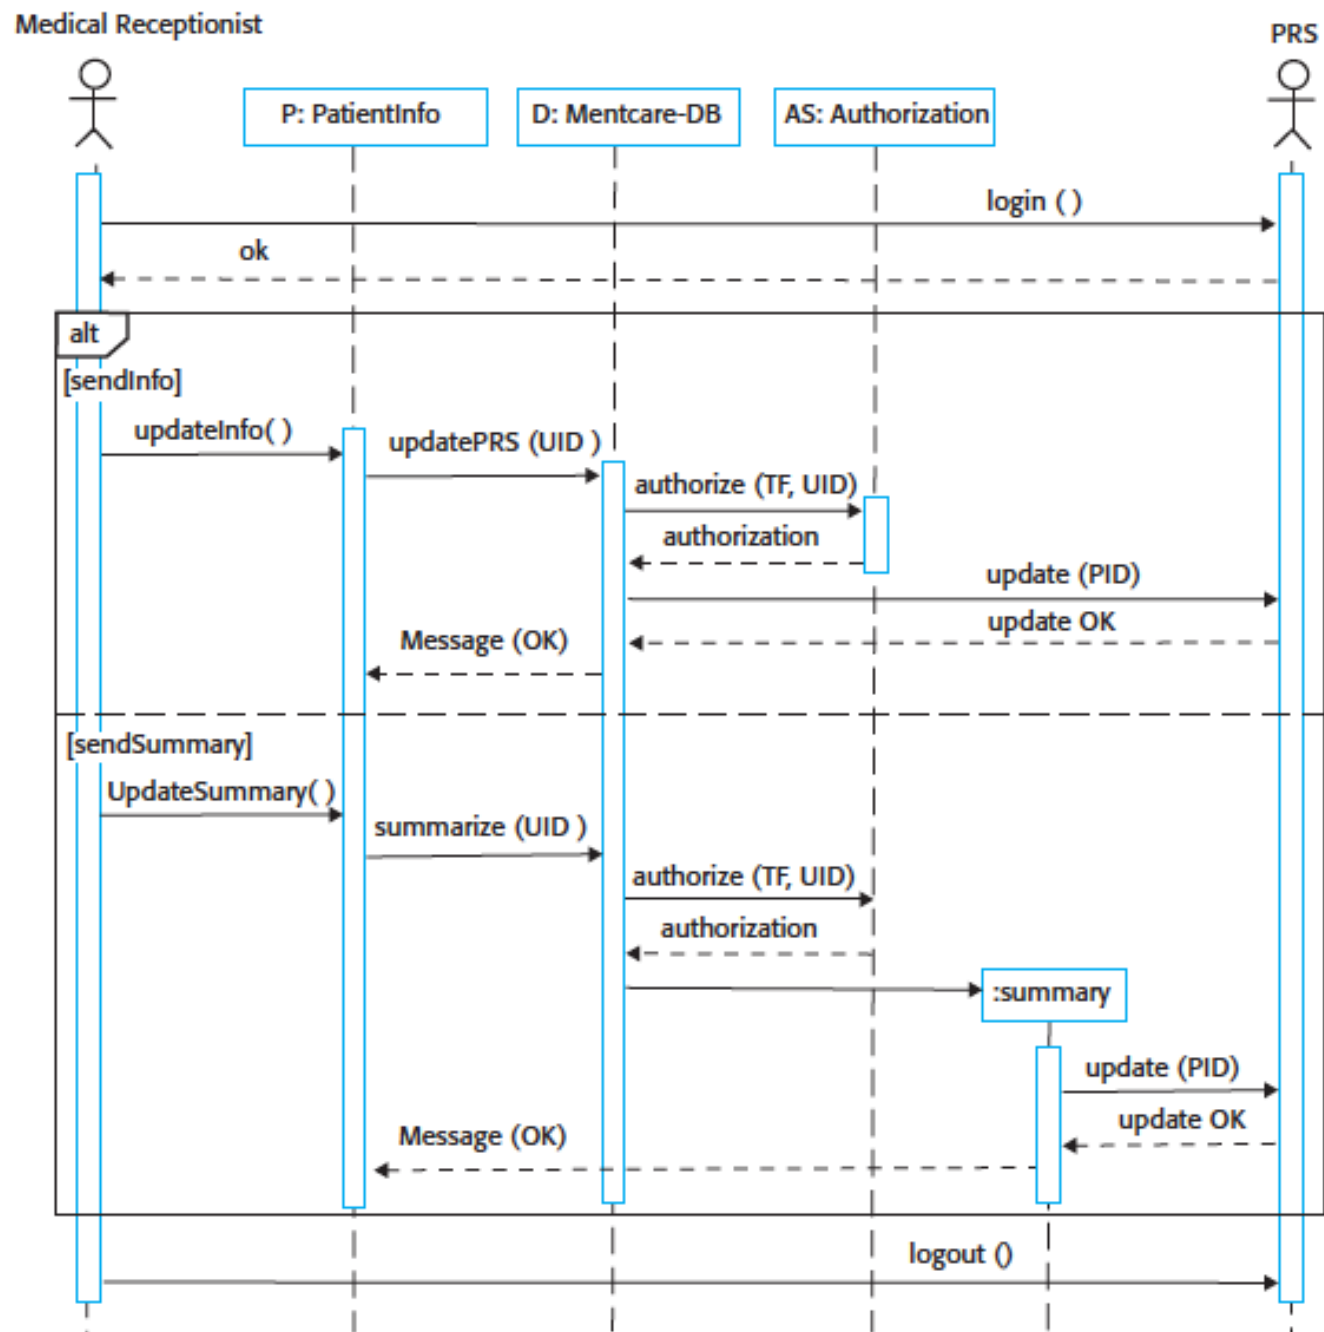 Medical Receptionist
PRS
P: PatientInfo
D: Mentcare-DB
AS: Authorization
login ( )
ok
alt
[sendInfo]
updateInfo( )
updatePRS (UID )
authorize (TF, UID)
authorization
update (PID)
update OK
Message (OK)
[sendSummary]
UpdateSummary( )
summarize (UID )
authorize (TF, UID)
authorization
:summary
update (PID)
update OK
Message (OK)
logout ()